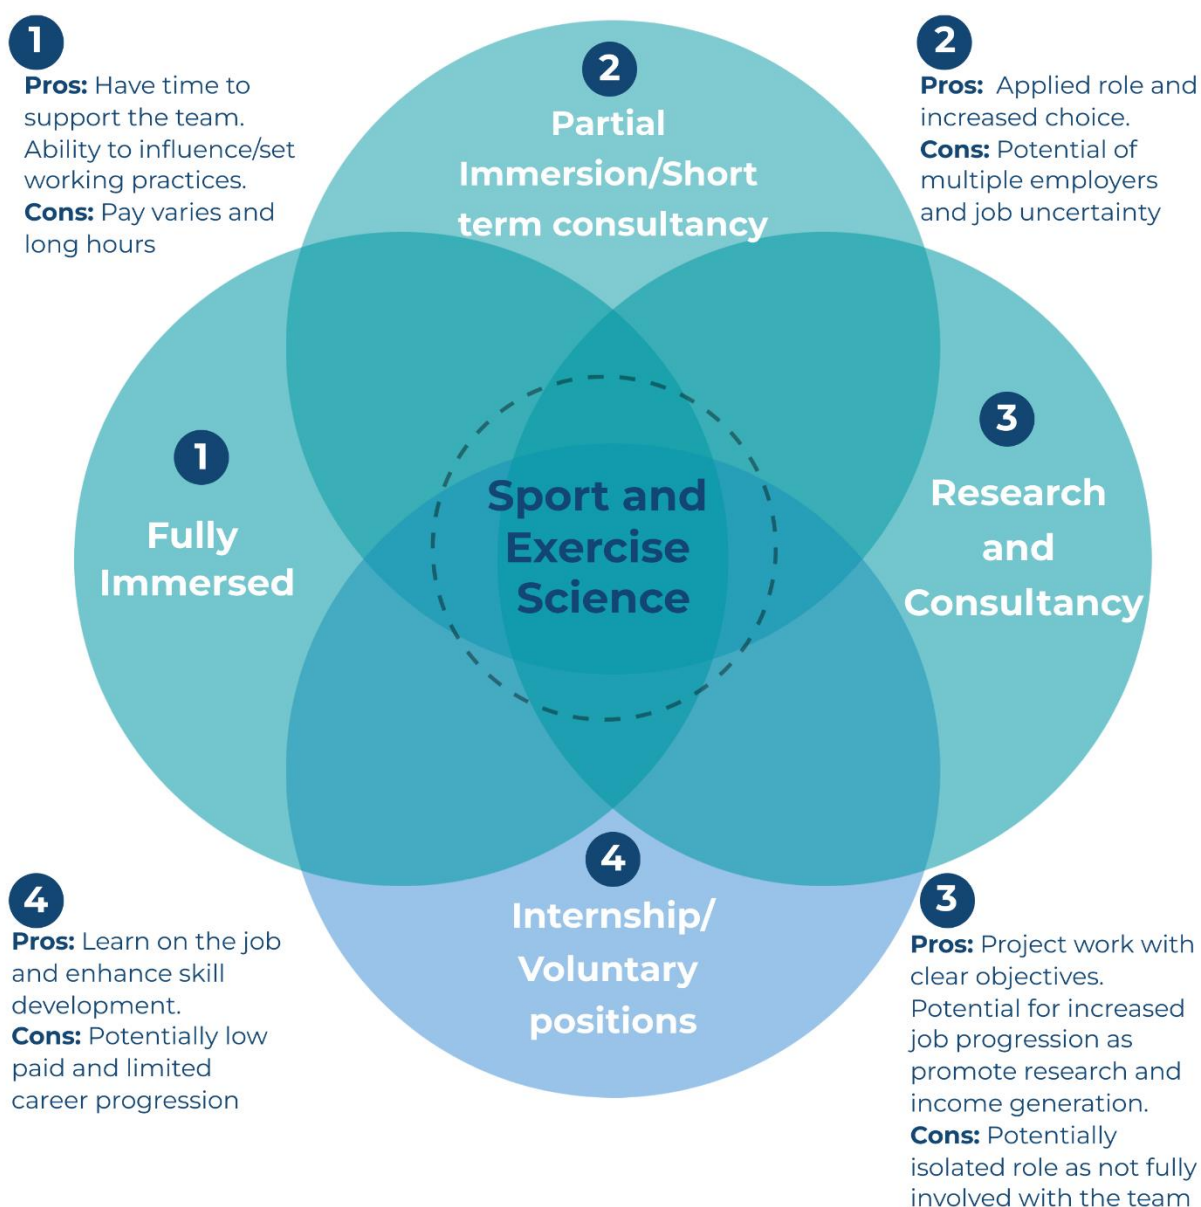 1
Pros: Have time to
support the team.
Ability to influence/set
working practices.
Cons: Pay varies and
long hours
2
Partial
Immersion/Short
term consultancy
2
Pros: Applied role and
increased choice.
Cons: Potential of
multiple employers
and job uncertainty
1
Fully
Immersed
Sport and
Exercise
Science
3
Research
and
Consultancy
4
Pros: Learn on the job
and enhance skill
development.
Cons: Potentially low
paid and limited
career progression
4
Internship/
Voluntary
positions
3
Pros: Project work with
clear objectives.
Potential for increased
job progression as
promote research and
income generation.
Cons: Potentially
isolated role as not fully
involved with the team